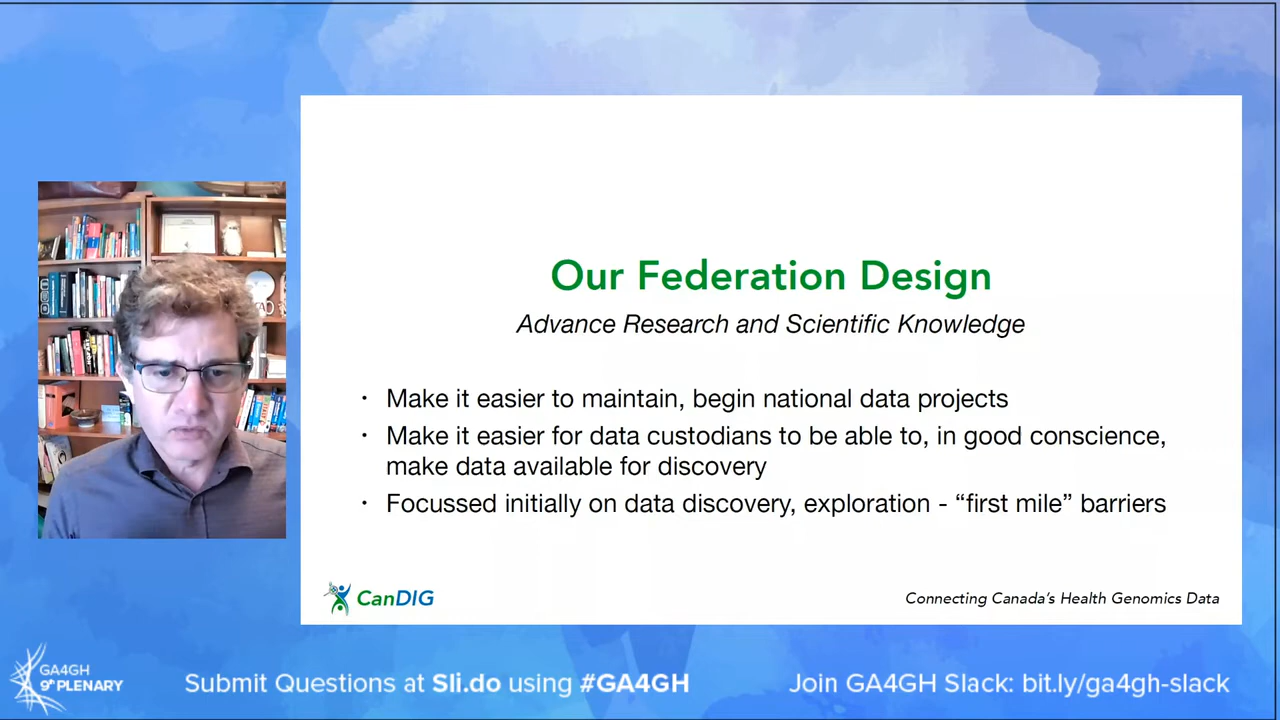 Our Federation Design
Advance Research and Scientific Knowledge
• Make it easier to maintain, begin national data projects
• Make it easier for data custodians to be able to, in good conscience,
make data available for discovery
• Focussed initially on data discovery, exploration - “first mile” barriers
CanDIG
Connecting Canada’s Health Genomics Data
GA4GH
9th PLENARY
Submit Questions at Sli.do using #GA4GH
Join GA4GH Slack: bit.ly/ga4gh-slack